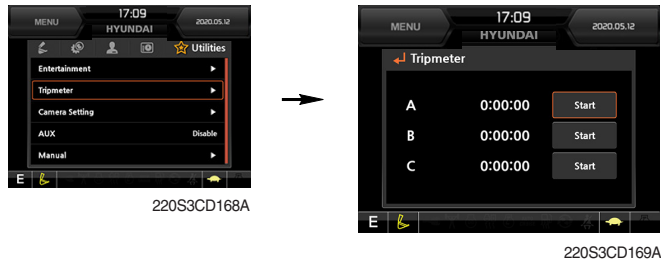 MENU 17:09 2020.05.12
HYUNDAI
Utilities
Entertainment
Tripmeter
Camera Setting
AUX Disable
Manual
E
220S3CD168A
MENU 17:09 2020.05.12
HYUNDAI
Tripmeter
A 0:00:00 Start
B 0:00:00 Start
C 0:00:00 Start
E
220S3CD169A